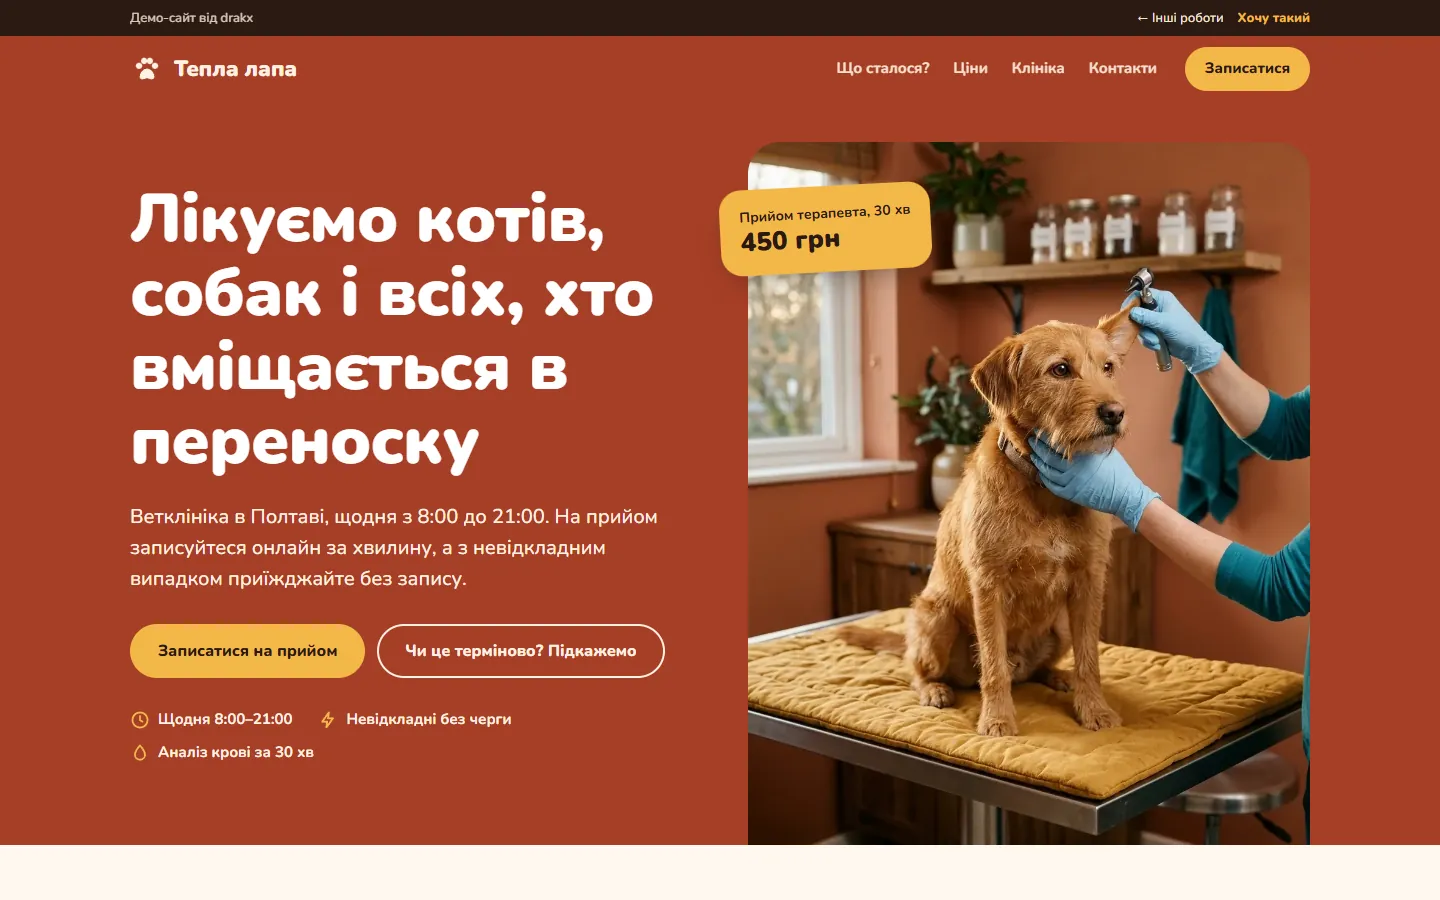 Демо-сайт від drakx
← Інші роботи
Хочу такий
Тепла лапа
Що сталося?
Ціни
Клініка
Контакти
Записатися
Лікуємо котів,
собак і всіх, хто
вміщається в
переноску
Прийом терапевта, 30 хв
450 грн
Ветклініка в Полтаві, щодня з 8:00 до 21:00. На прийом
записуйтеся онлайн за хвилину, а з невідкладним
випадком приїжджайте без запису.
Записатися на прийом
Чи це терміново? Підкажемо
Щодня 8:00–21:00
Невідкладні без черги
Аналіз крові за 30 хв